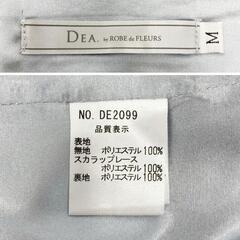 DEA. by ROBE de FLEURS
M
NO. DE2099
品質表示
表地
無地 ポリエステル100%
スカラップレース
ポリエステル100%
裏地 ポリエステル100%